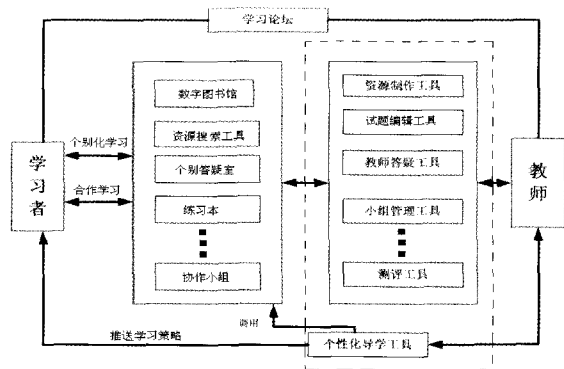 学习论坛
数字图书馆
资源搜索工具
个别答疑室
练习本
协作小组
资源制作工具
试题编辑工具
教师答疑工具
小组管理工具
测评工具
学习者
个别化学习
合作学习
教师
调用
推送学习策略
个性化导学工具